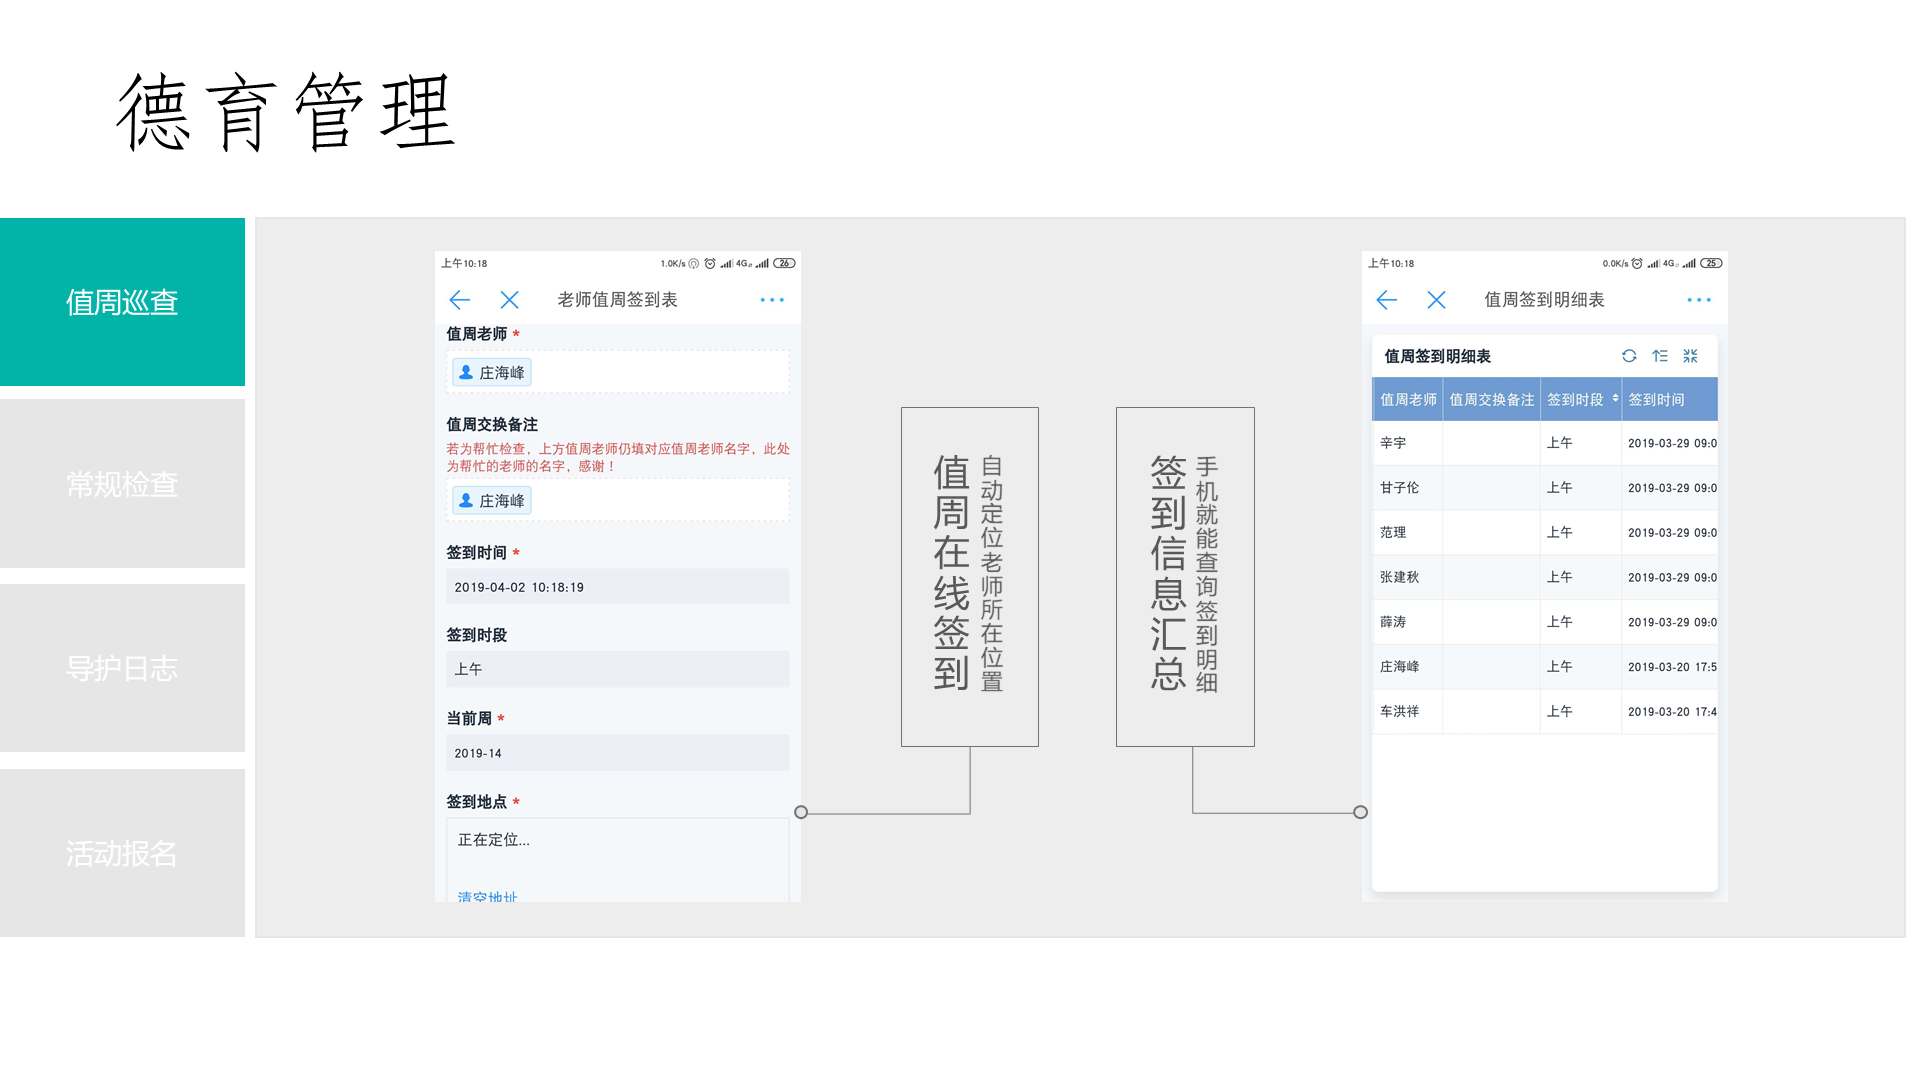 德育管理
值周巡查
常规检查
导护日志
活动报名
上午10:18
1.0K/s
4G
26
老师值周签到表
值周老师 *
庄海峰
值周交换备注
若为帮忙检查，上方值周老师仍填对应值周老师名字，此处
为帮忙的老师的名字，感谢！
庄海峰
签到时间 *
2019-04-02 10:18:19
签到时段
上午
当前周 *
2019-14
签到地点 *
正在定位...
清空地址
值周在线签到
自动定位老师所在位置
签到信息汇总
手机就能查询签到明细
上午10:18
0.0K/s
4G
25
值周签到明细表
值周签到明细表
值周老师 值周交换备注 签到时段 签到时间
辛宇 上午 2019-03-29 09:0
甘子伦 上午 2019-03-29 09:0
范理 上午 2019-03-29 09:0
张建秋 上午 2019-03-29 09:0
薛涛 上午 2019-03-29 09:0
庄海峰 上午 2019-03-20 17:5
车洪祥 上午 2019-03-20 17:4